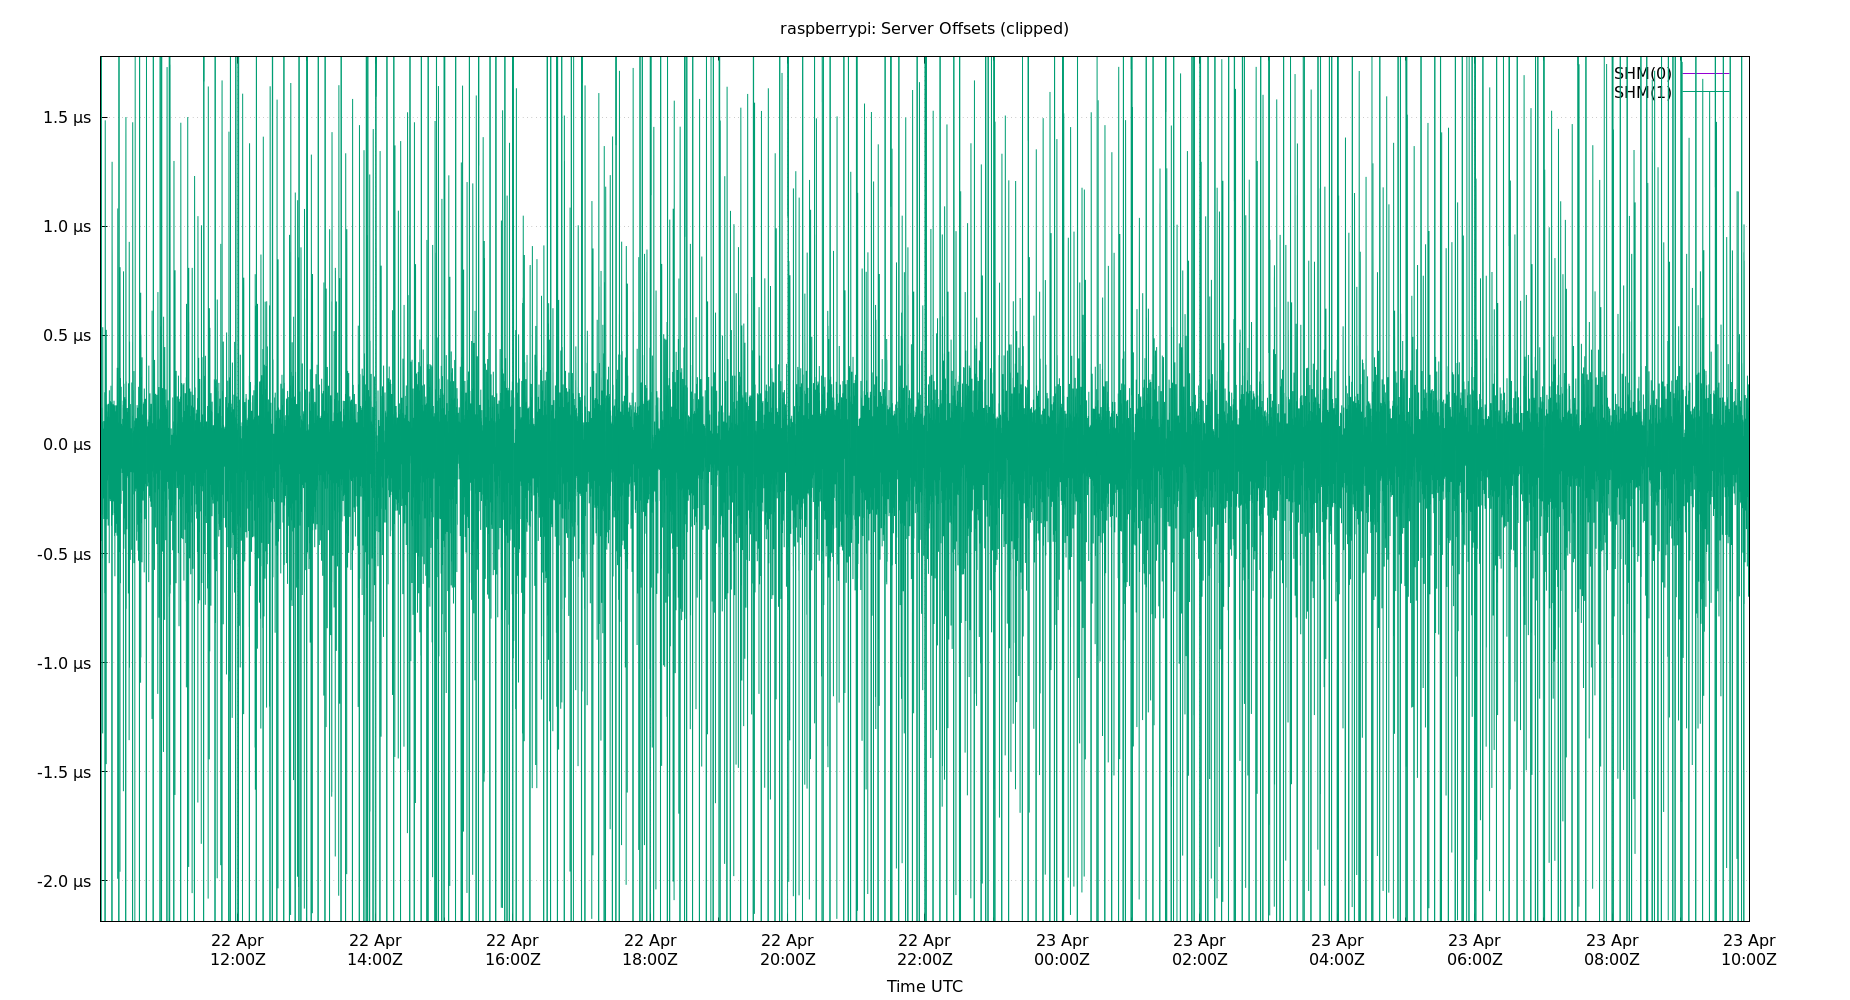 raspberrypi: Server Offsets (clipped)
SHM(0)
SHM(1)
1.5 µs
1.0 µs
0.5 µs
0.0 µs
-0.5 µs
-1.0 µs
-1.5 µs
-2.0 µs
22 Apr 22 Apr 22 Apr 22 Apr 22 Apr 22 Apr 23 Apr 23 Apr 23 Apr 23 Apr 23 Apr 23 Apr
12:00Z 14:00Z 16:00Z 18:00Z 20:00Z 22:00Z 00:00Z 02:00Z 04:00Z 06:00Z 08:00Z 10:00Z
Time UTC